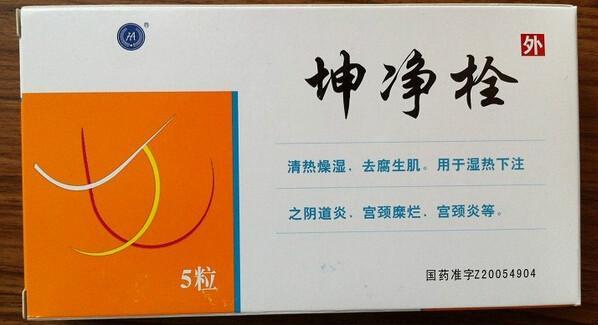 坤净栓
外
清热燥湿．去腐生肌。用于湿热下注
之阴道炎．宫颈糜烂．宫颈炎等。
5粒
国药准字Z20054904